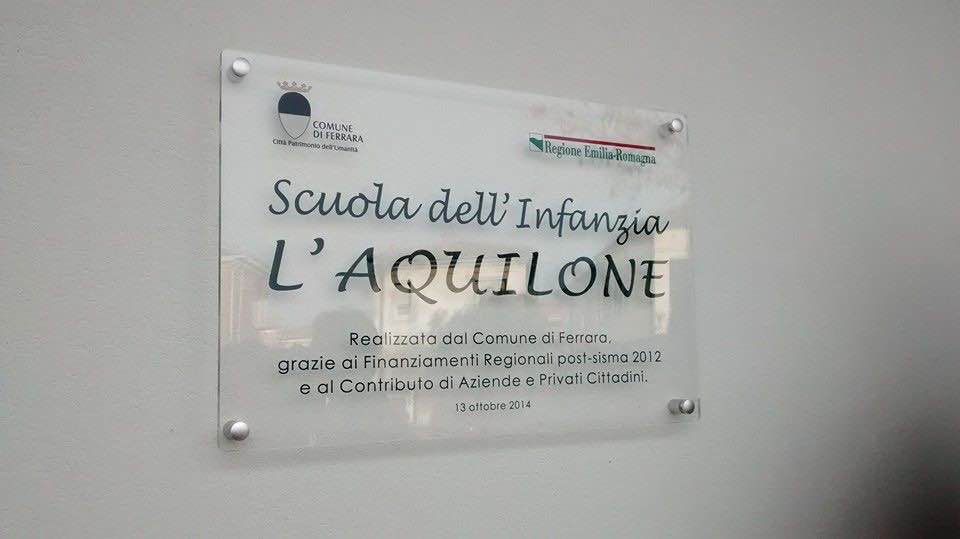 COMUNE
DI FERRARA
Città Patrimonio dell'Umanità
Regione Emilia-Romagna
Scuola dell'Infanzia
L'AQUILONE
Realizzata dal Comune di Ferrara,
grazie ai Finanziamenti Regionali post-sisma 2012
e al Contributo di Aziende e Privati Cittadini.
13 ottobre 2014